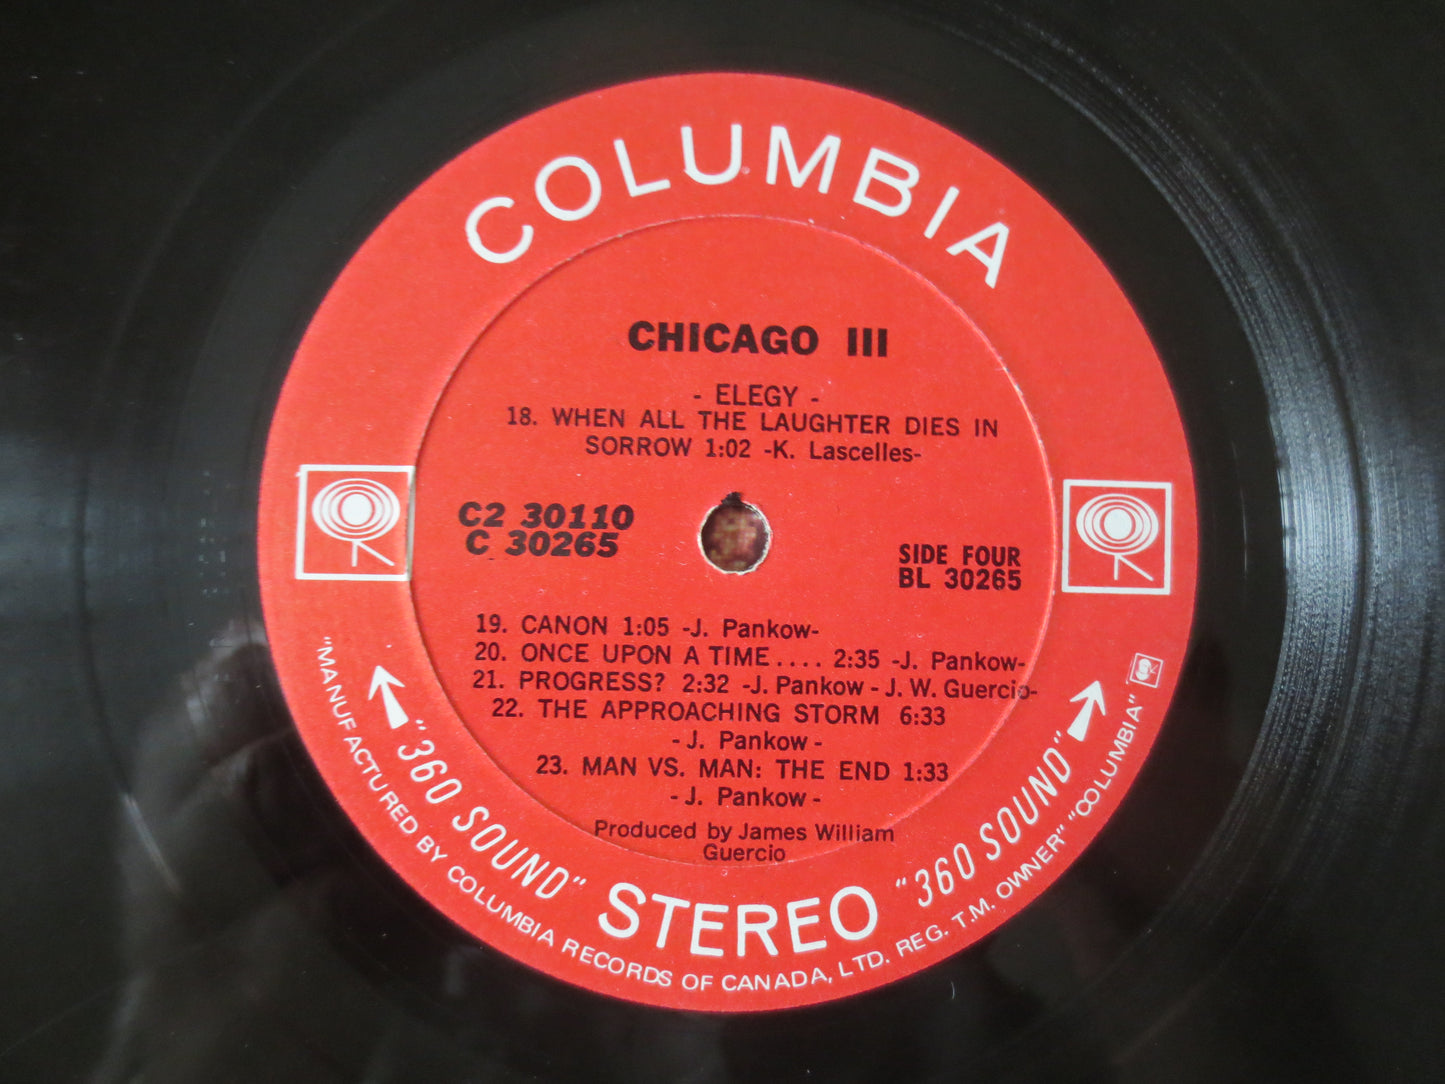 COLUMBIA
CHICAGO III
- ELEGY -
18. WHEN ALL THE LAUGHTER DIES IN
SORROW 1:02 -K. Lascelles-
C2 30110
C 30265
SIDE FOUR
BL 30265
19. CANON 1:05 -J. Pankow-
20. ONCE UPON A TIME.... 2:35 -J. Pankow-
21. PROGRESS? 2:32 -J. Pankow - J. W. Guercio-
22. THE APPROACHING STORM 6:33
- J. Pankow -
23. MAN VS. MAN: THE END 1:33
- J. Pankow -
Produced by James William
Guercio
"360 SOUND" STEREO "360 SOUND"
"MANUFACTURED BY COLUMBIA RECORDS OF CANADA, LTD. REG. T.M. OWNER" "COLUMBIA"